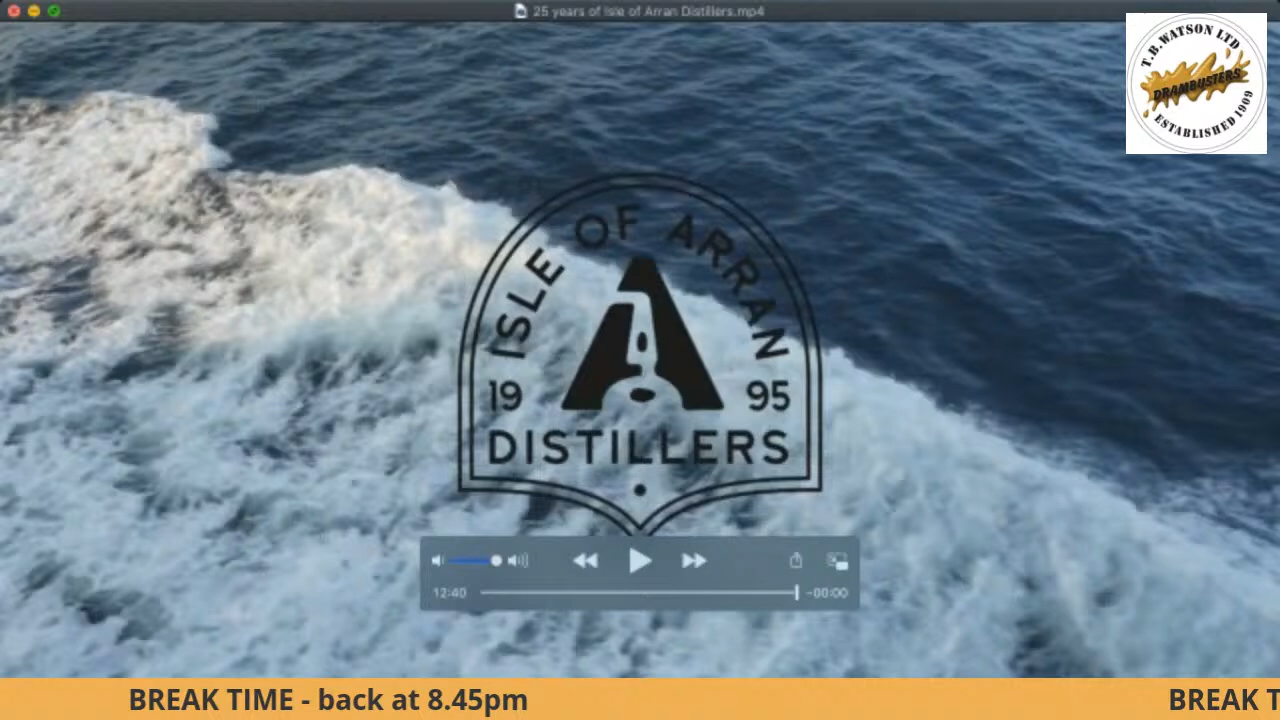 25 years of Isle of Arran Distillers.mp4
T.B. WATSON LTD
DRAMBUSTERS
ESTABLISHED 1909
ISLE OF ARRAN
19 95
DISTILLERS
12:40 -00:00
BREAK TIME - back at 8.45pm BREAK T